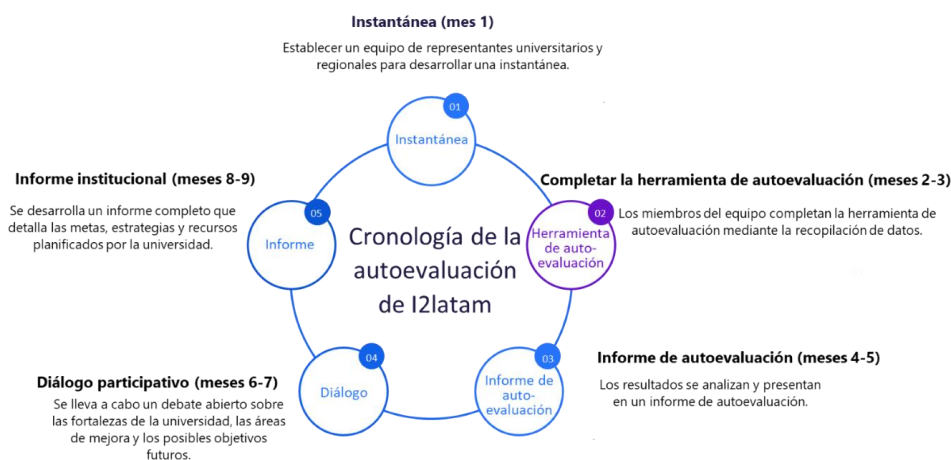 Instantánea (mes 1)
Establecer un equipo de representantes universitarios y
regionales para desarrollar una instantánea.
01
Instantánea
Completar la herramienta de autoevaluación (meses 2-3)
Los miembros del equipo completan la herramienta de
autoevaluación mediante la recopilación de datos.
02
Herramienta
de auto-
evaluación
Informe de autoevaluación (meses 4-5)
Los resultados se analizan y presentan
en un informe de autoevaluación.
03
Informe de
auto-
evaluación
Diálogo participativo (meses 6-7)
Se lleva a cabo un debate abierto sobre
las fortalezas de la universidad, las áreas
de mejora y los posibles objetivos
futuros.
04
Diálogo
Informe institucional (meses 8-9)
Se desarrolla un informe completo que
detalla las metas, estrategias y recursos
planificados por la universidad.
05
Informe
Cronología de la
autoevaluación
de I2latam